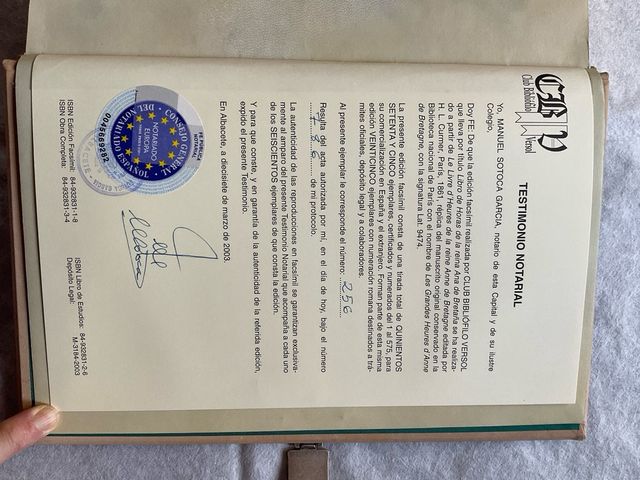 CB V
Club Bibliófilo Versol
TESTIMONIO NOTARIAL
Yo, MANUEL SOTOCA GARCIA, notario de esta Capital y de su ilustre
Colegio,
Doy FE: De que la edición facsímil realizada por CLUB BIBLIÓFILO VERSOL
que lleva por título Libro de Horas de la reina Ana de Bretaña se ha realiza-
do a partir de Le Livre d'Heures de la reine Anne de Bretagne editada por
H. L. Curmer, París, 1861, réplica del manuscrito original conservado en la
Biblioteca nacional de París con el nombre de Les Grandes Heures d'Anne
de Bretagne, con la signatura Lat. 9474.
La presente edición facsímil consta de una tirada total de QUINIENTOS
SETENTA Y CINCO ejemplares, certificados y numerados del 1 al 575, para
su comercialización en España y el extranjero. Forman parte de esta misma
edición VEINTICINCO ejemplares con numeración romana destinados a trá-
mites oficiales, depósito legal y a colaboradores.
Al presente ejemplar le corresponde el número: 256
Resulta del acta autorizada por mí, en el día de hoy, bajo el número
786 de mi protocolo.
La autenticidad de las reproducciones en facsímil se garantizan exclusiva-
mente al amparo del presente Testimonio Notarial que acompaña a cada uno
de los SEISCIENTOS ejemplares de que consta la edición.
Y para que conste, y en garantía de la autenticidad de la referida edición,
expido el presente Testimonio.
En Albacete, a diecisiete de marzo de 2003.
FE PÚBLICA
NOTARIAL
CONSEJO GENERAL DEL NOTARIADO ESPAÑOL
NOTARIADO
EUROPA
ISBN Edición Facsímil: 84-932831-1-8
ISBN Obra Completa: 84-932831-3-4
ISBN Libro de Estudios: 84-932831-2-6
Depósito Legal: M-3184-2003